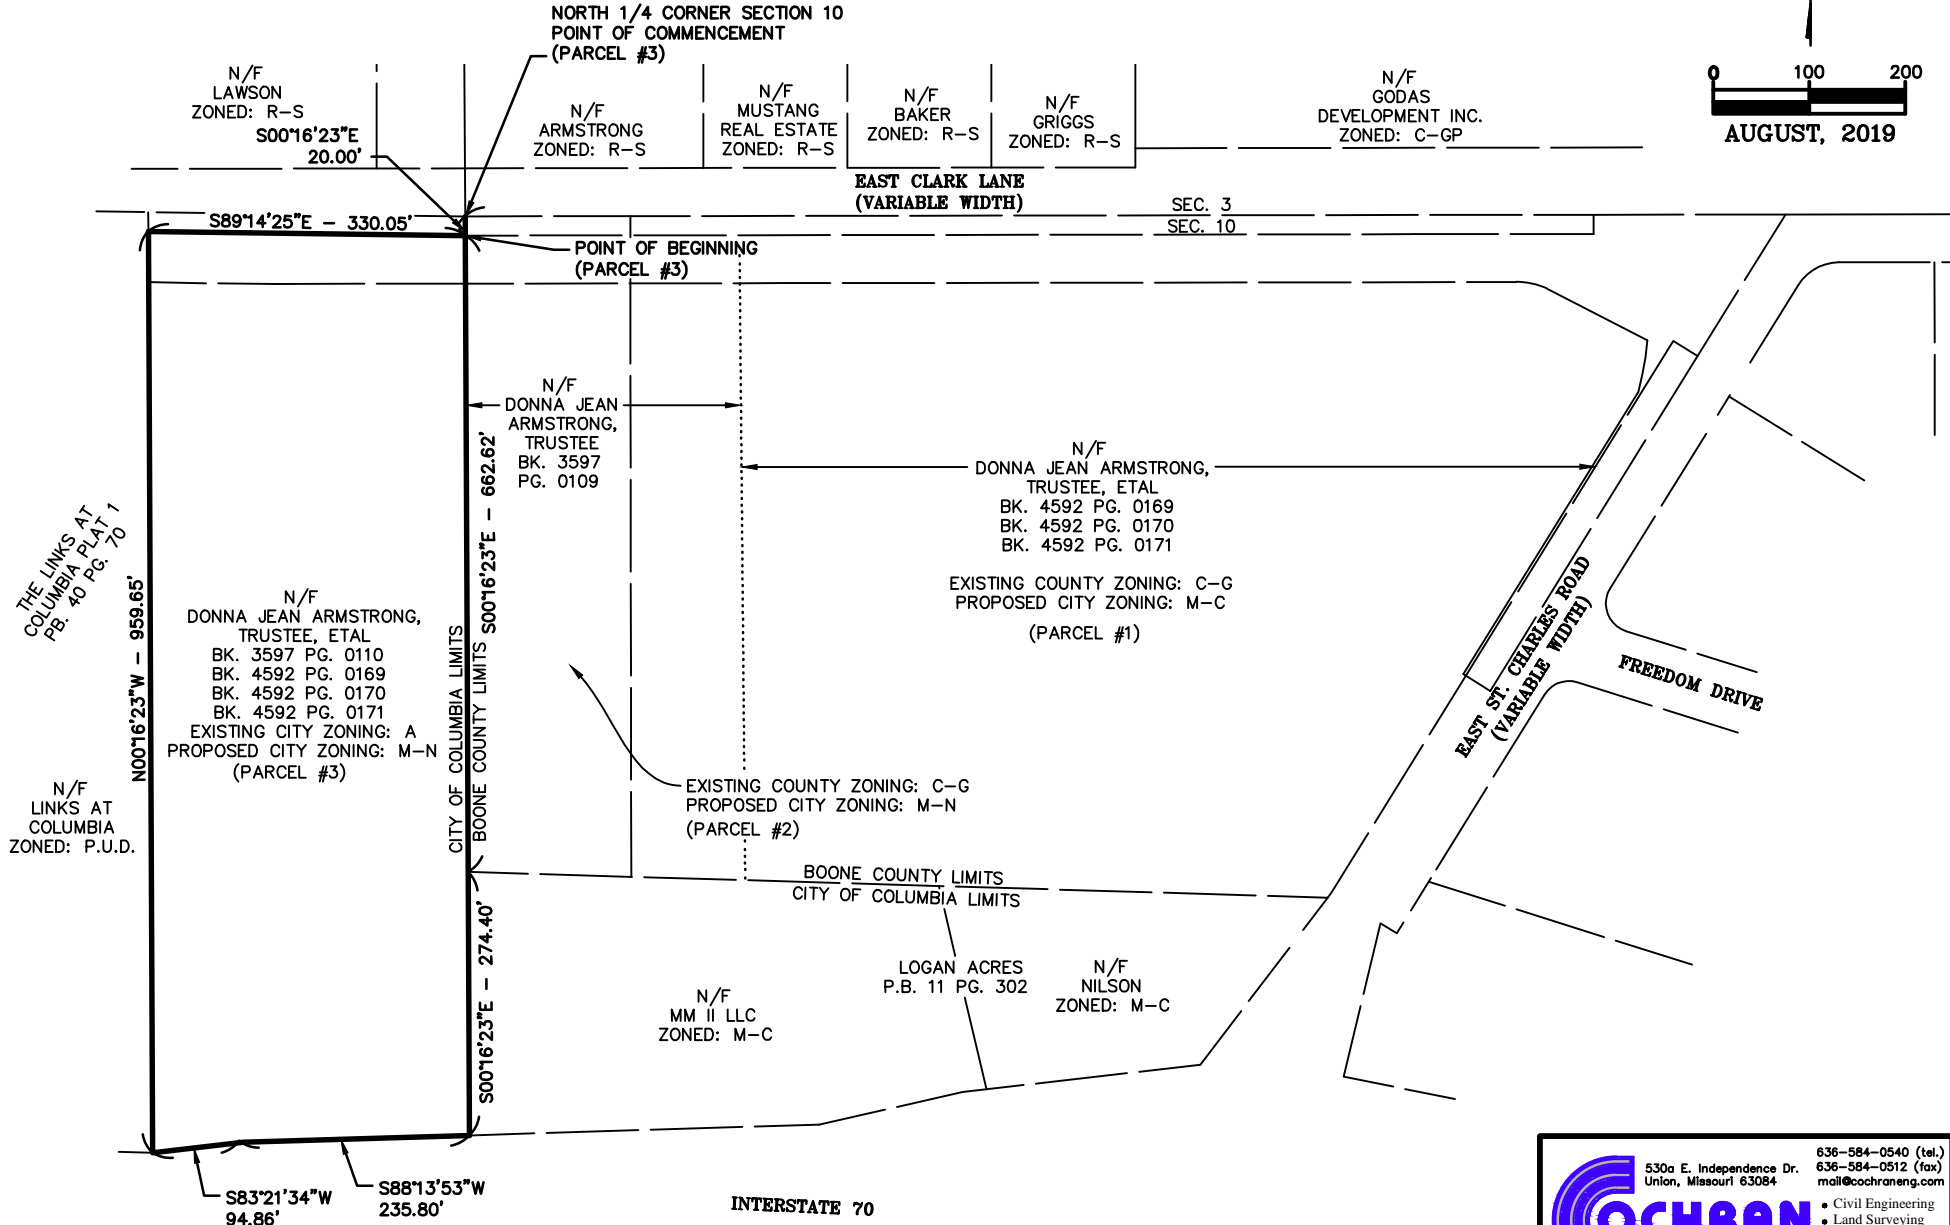 NORTH 1/4 CORNER SECTION 10
POINT OF COMMENCEMENT
(PARCEL #3)
0 100 200
AUGUST, 2019
N/F
LAWSON
ZONED: R-S
S00°16'23"E
20.00'
N/F
ARMSTRONG
ZONED: R-S
N/F
MUSTANG
REAL ESTATE
ZONED: R-S
N/F
BAKER
ZONED: R-S
N/F
GRIGGS
ZONED: R-S
N/F
GODAS
DEVELOPMENT INC.
ZONED: C-GP
EAST CLARK LANE
(VARIABLE WIDTH)
SEC. 3
SEC. 10
S89°14'25"E - 330.05'
POINT OF BEGINNING
(PARCEL #3)
N/F
DONNA JEAN
ARMSTRONG,
TRUSTEE
BK. 3597
PG. 0109
S00°16'23"E - 662.62'
N/F
DONNA JEAN ARMSTRONG,
TRUSTEE, ETAL
BK. 4592 PG. 0169
BK. 4592 PG. 0170
BK. 4592 PG. 0171
EXISTING COUNTY ZONING: C-G
PROPOSED CITY ZONING: M-C
(PARCEL #1)
THE LINKS AT
COLUMBIA PLAT 1
PB. 40 PG. 70
N00°16'23"W - 959.65'
N/F
DONNA JEAN ARMSTRONG,
TRUSTEE, ETAL
BK. 3597 PG. 0110
BK. 4592 PG. 0169
BK. 4592 PG. 0170
BK. 4592 PG. 0171
EXISTING CITY ZONING: A
PROPOSED CITY ZONING: M-N
(PARCEL #3)
CITY OF COLUMBIA LIMITS
BOONE COUNTY LIMITS
EAST ST. CHARLES ROAD
(VARIABLE WIDTH)
FREEDOM DRIVE
N/F
LINKS AT
COLUMBIA
ZONED: P.U.D.
EXISTING COUNTY ZONING: C-G
PROPOSED CITY ZONING: M-N
(PARCEL #2)
BOONE COUNTY LIMITS
CITY OF COLUMBIA LIMITS
S00°16'23"E - 274.40'
N/F
MM II LLC
ZONED: M-C
LOGAN ACRES
P.B. 11 PG. 302
N/F
NILSON
ZONED: M-C
S83°21'34"W
94.86'
S88°13'53"W
235.80'
INTERSTATE 70
530a E. Independence Dr.
Union, Missouri 63084
636-584-0540 (tel.)
636-584-0512 (fax)
mail@cochraneng.com
COCHRAN
• Civil Engineering
• Land Surveying